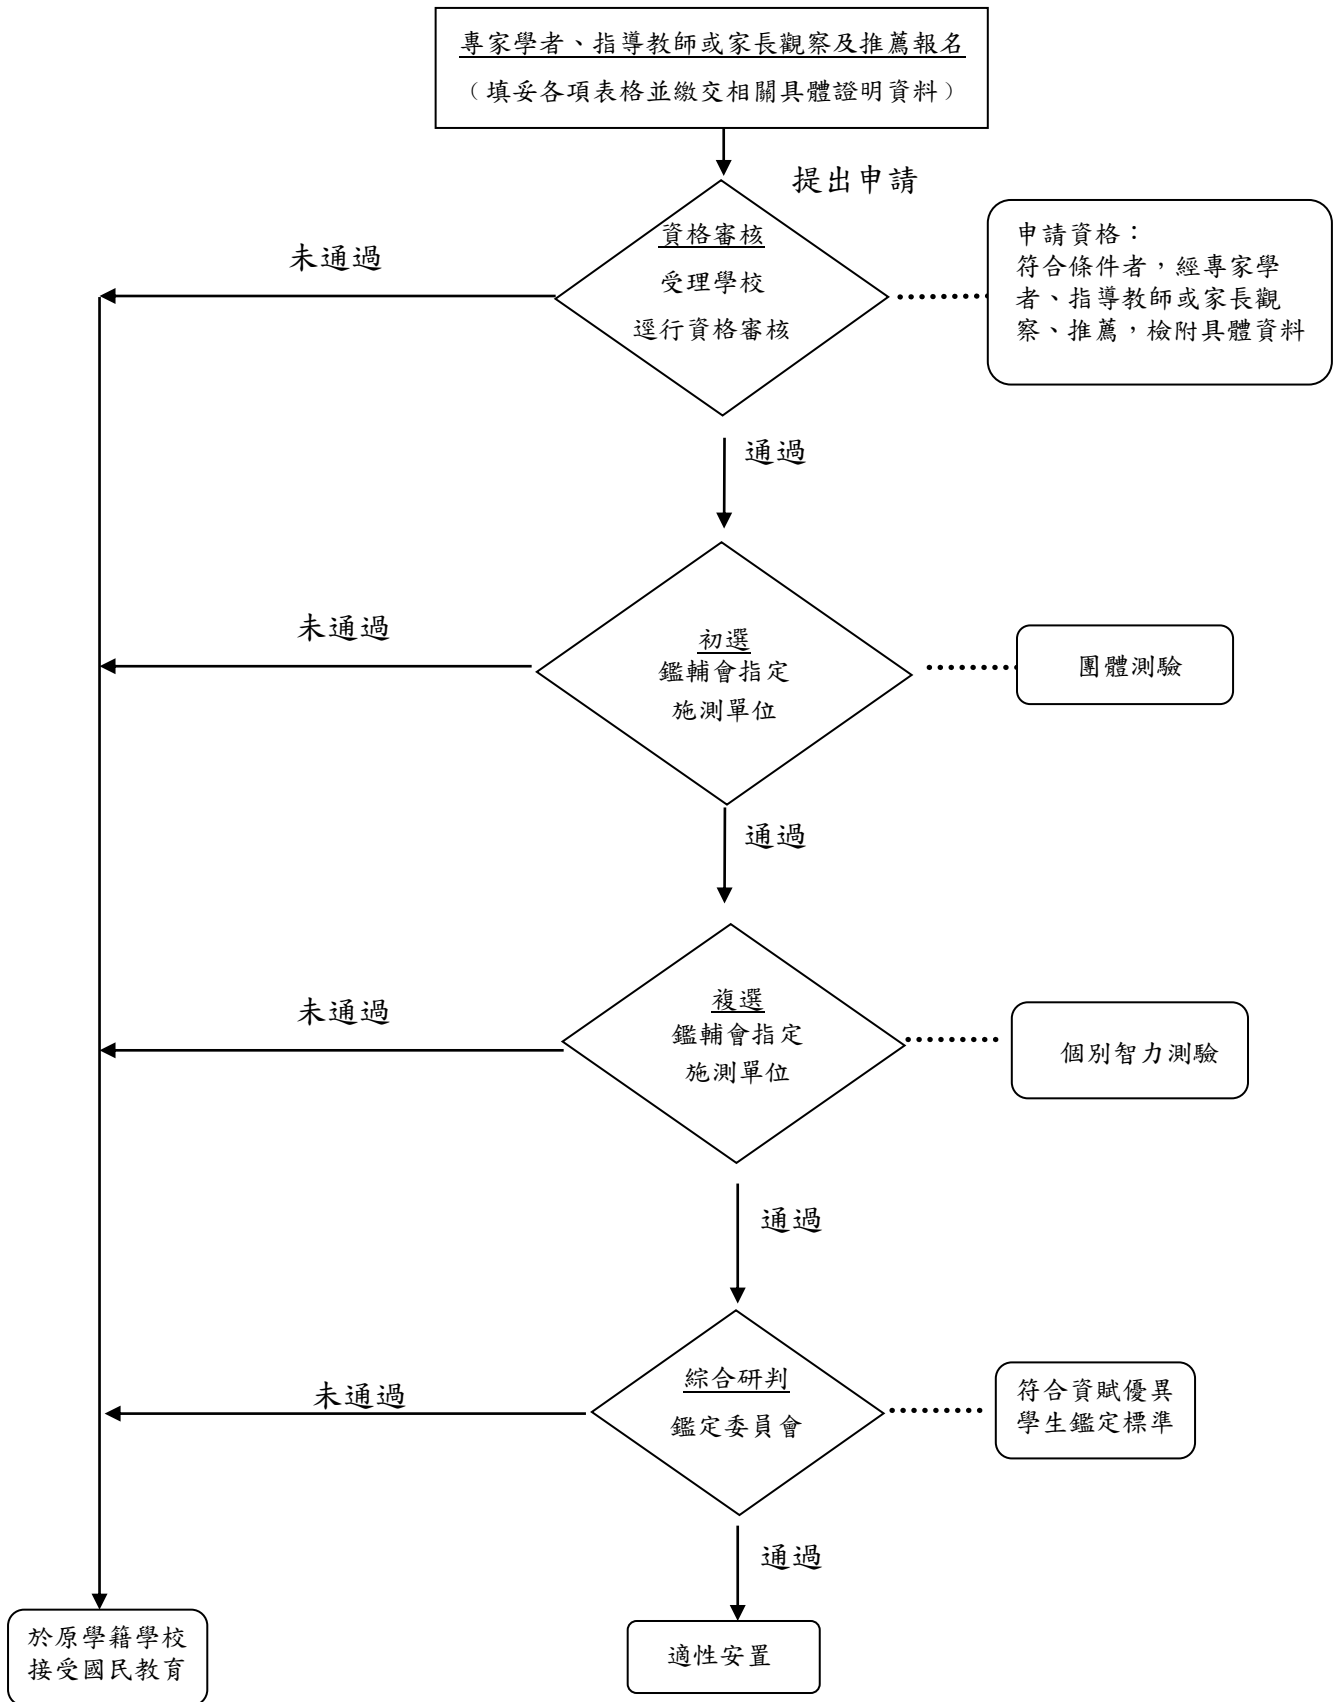 專家學者、指導教師或家長觀察及推薦報名
（填妥各項表格並繳交相關具體證明資料）
提出申請
資格審核
受理學校
逕行資格審核
未通過
申請資格：
符合條件者，經專家學
者、指導教師或家長觀
察、推薦，檢附具體資料
通過
未通過
初選
鑑輔會指定
施測單位
團體測驗
通過
未通過
複選
鑑輔會指定
施測單位
個別智力測驗
通過
未通過
綜合研判
鑑定委員會
符合資賦優異
學生鑑定標準
通過
於原學籍學校
接受國民教育
適性安置